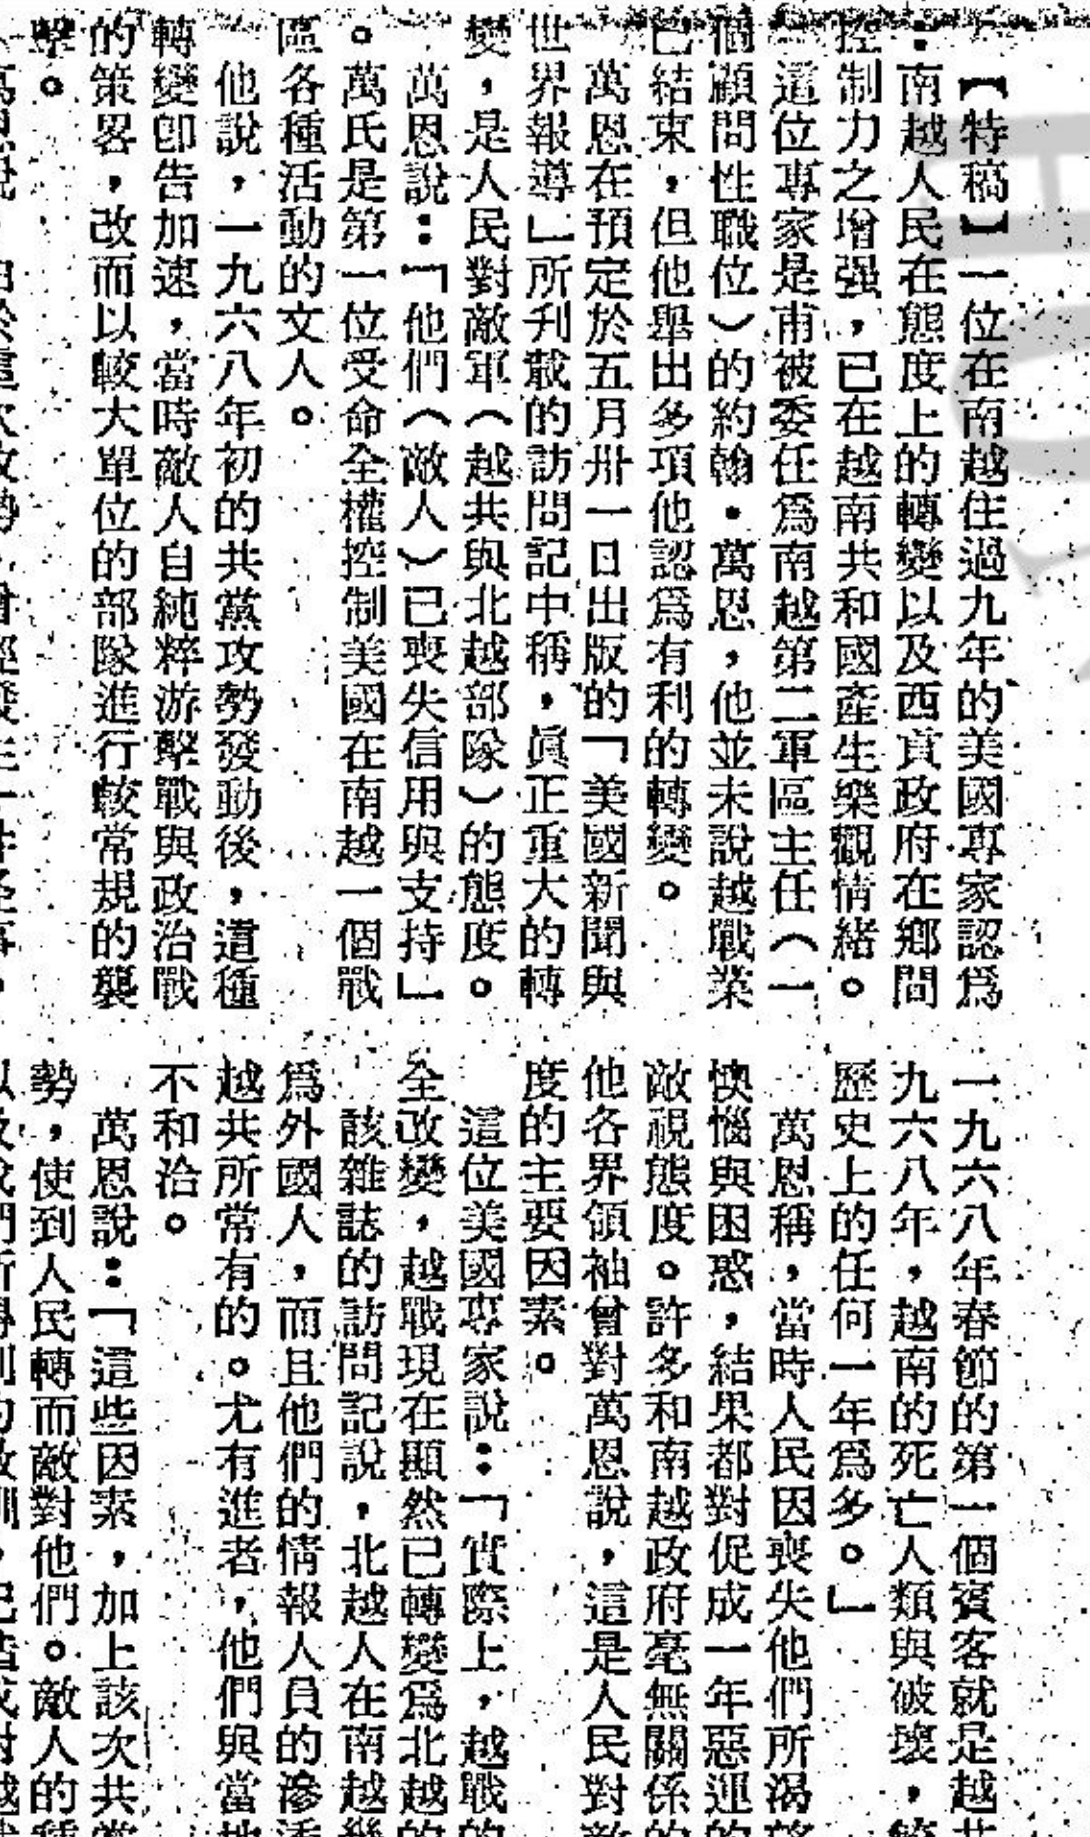 【特稿】一位在南越住過九年的美國專家認爲
：南越人民在態度上的轉變以及西貢政府在鄉間
控制力之增强，已在越南共和國產生樂觀情緒。
這位專家是甫被委任爲南越第二軍區主任（一
個顧問性職位）的約翰•萬恩，他並未說越戰業
已結束，但他舉出多項他認爲有利的轉變。
萬恩在預定於五月卅一日出版的「美國新聞與
世界報導」所刋載的訪問記中稱，眞正重大的轉
變，是人民對敵軍（越共與北越部隊）的態度。
萬恩說：「他們（敵人）已喪失信用與支持」
。萬氏是第一位受命全權控制美國在南越一個戰
區各種活動的文人。
他說，一九六八年初的共黨攻勢發動後，這種
轉變卽告加速，當時敵人自純粹游擊戰與政治戰
的策畧，改而以較大單位的部隊進行較常規的襲
擊。
一九六八年春節的第一個賓客就是越共
九六八年，越南的死亡人類與破壞，
歷史上的任何一年爲多。」
萬恩稱，當時人民因喪失他們所渴望
懊惱與困惑，結果都對促成一年惡運的
敵視態度。許多和南越政府毫無關係的
他各界領袖曾對萬恩說，這是人民對敵
度的主要因素。
這位美國專家說：「實際上，越戰的
全改變，越戰現在顯然已轉變爲北越的
該雜誌的訪問記說，北越人在南越幾
爲外國人，而且他們的情報人員的滲透
越共所常有的。尤有進者，他們與當地
不和洽。
萬恩說：「這些因素，加上該次共黨
勢，使到人民轉而敵對他們。敵人的種